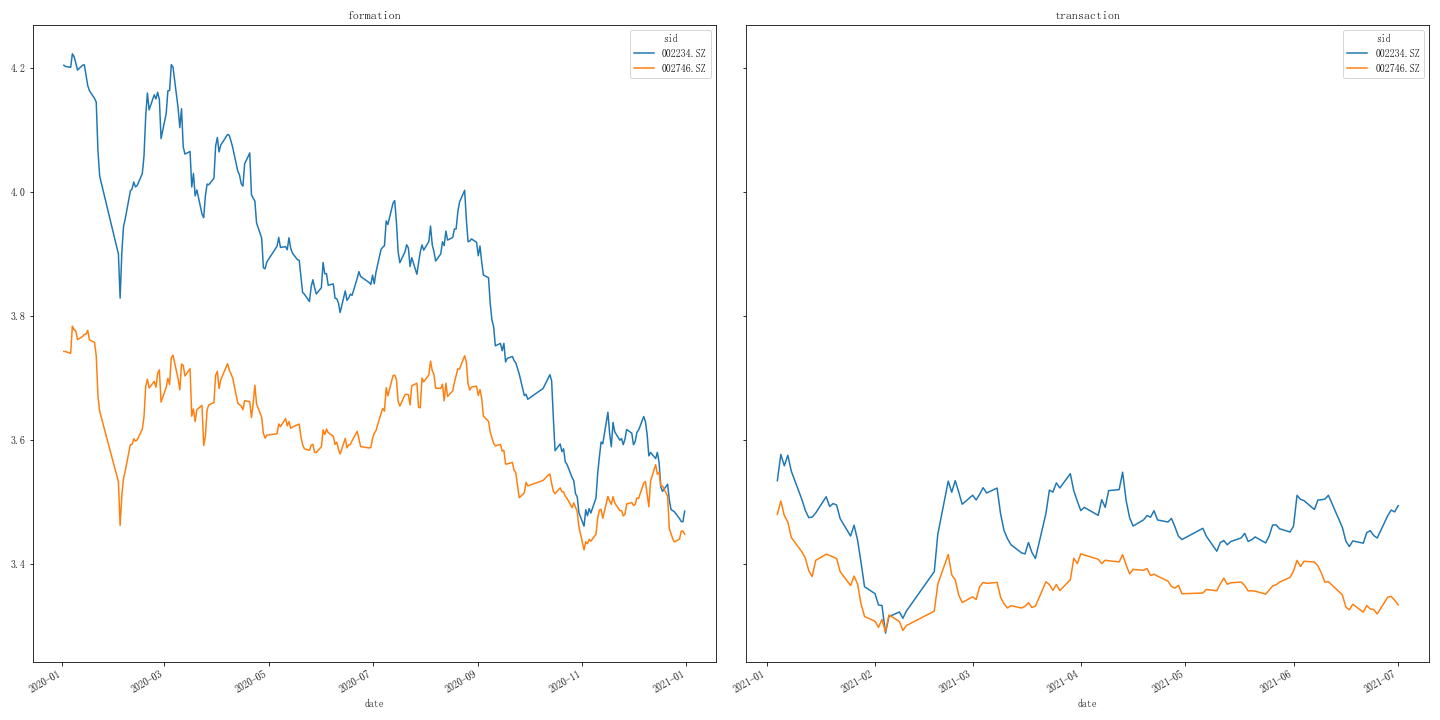 formation
sid
002234.SZ
002746.SZ
4.2
4.0
3.8
3.6
3.4
2020-01
2020-03
2020-05
2020-07
2020-09
2020-11
2021-01
date
transaction
sid
002234.SZ
002746.SZ
2021-01
2021-02
2021-03
2021-04
2021-05
2021-06
2021-07
date